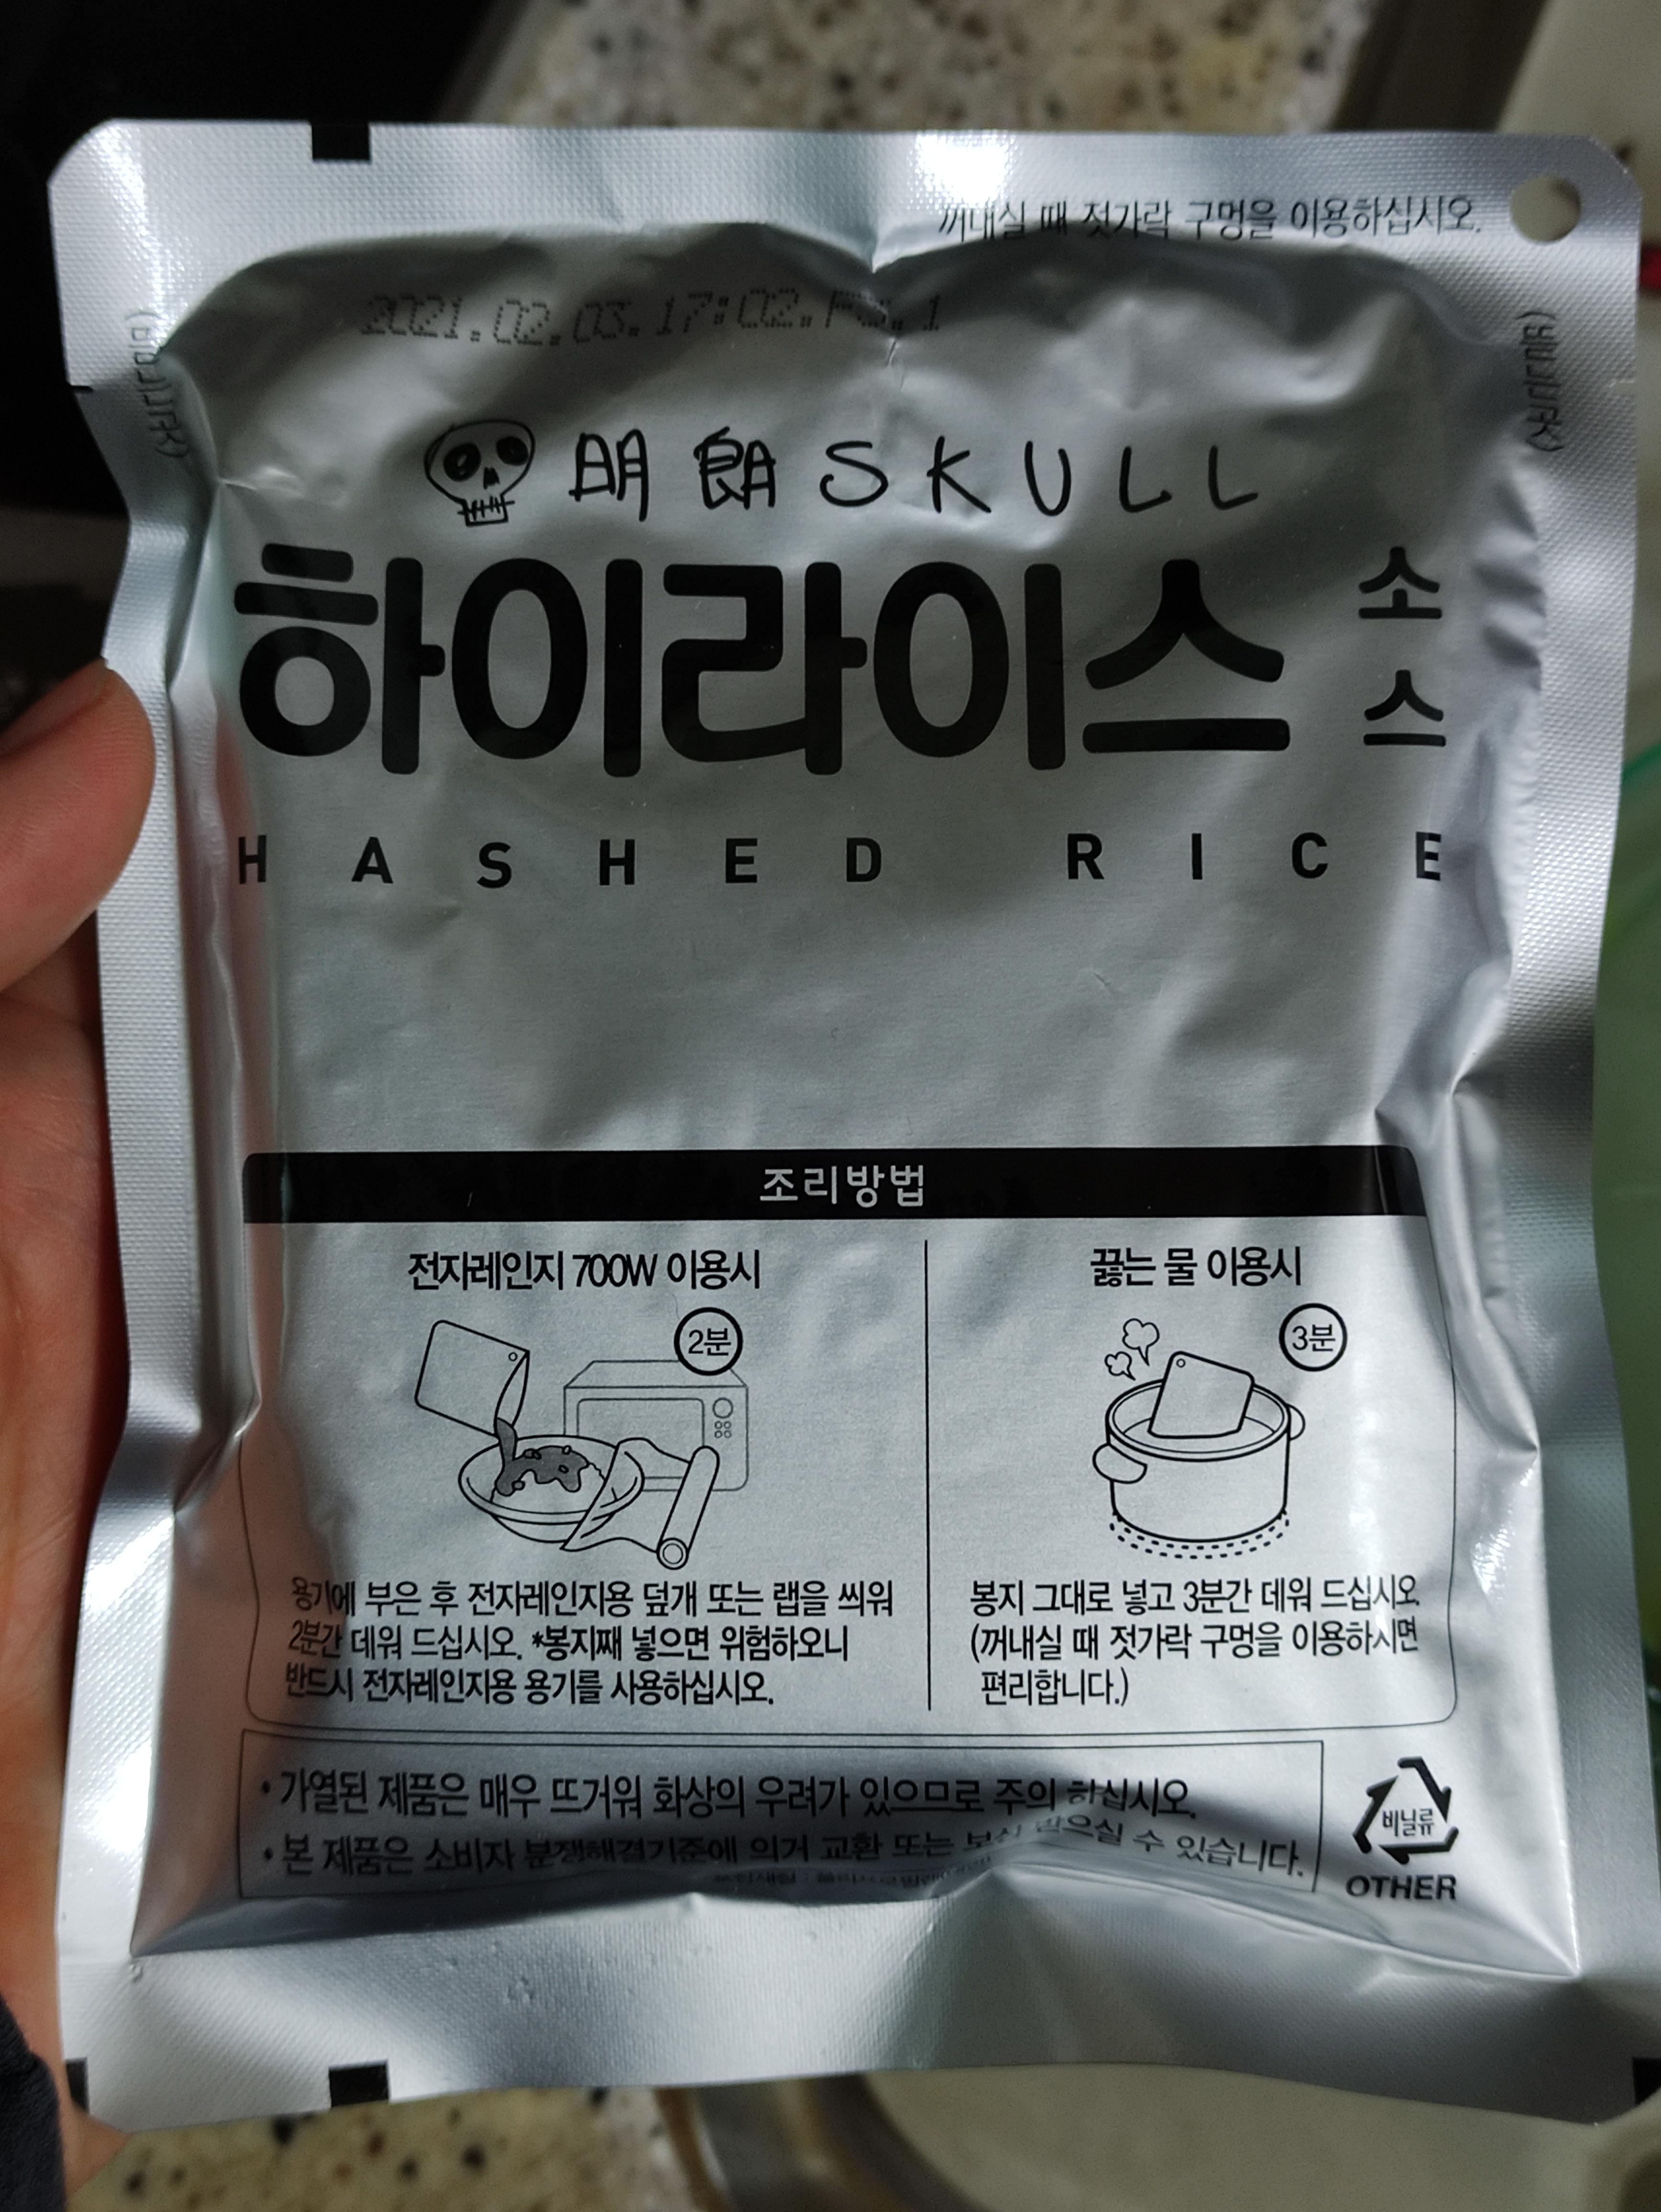 꺼내실 때 젓가락 구멍을 이용하십시오.
2021.02.03.17:02.
明朗SKULL
하이라이스 소스
HASHED RICE
조리방법
전자레인지 700W 이용시
2분
용기에 부은 후 전자레인지용 덮개 또는 랩을 씌워
2분간 데워 드십시오. *봉지째 넣으면 위험하오니
반드시 전자레인지용 용기를 사용하십시오.
끓는 물 이용시
3분
봉지 그대로 넣고 3분간 데워 드십시오
(꺼내실 때 젓가락 구멍을 이용하시면
편리합니다.)
• 가열된 제품은 매우 뜨거워 화상의 우려가 있으므로 주의 하십시오.
• 본 제품은 소비자 분쟁해결기준에 의거 교환 또는 보상 받으실 수 있습니다.
비닐류
OTHER